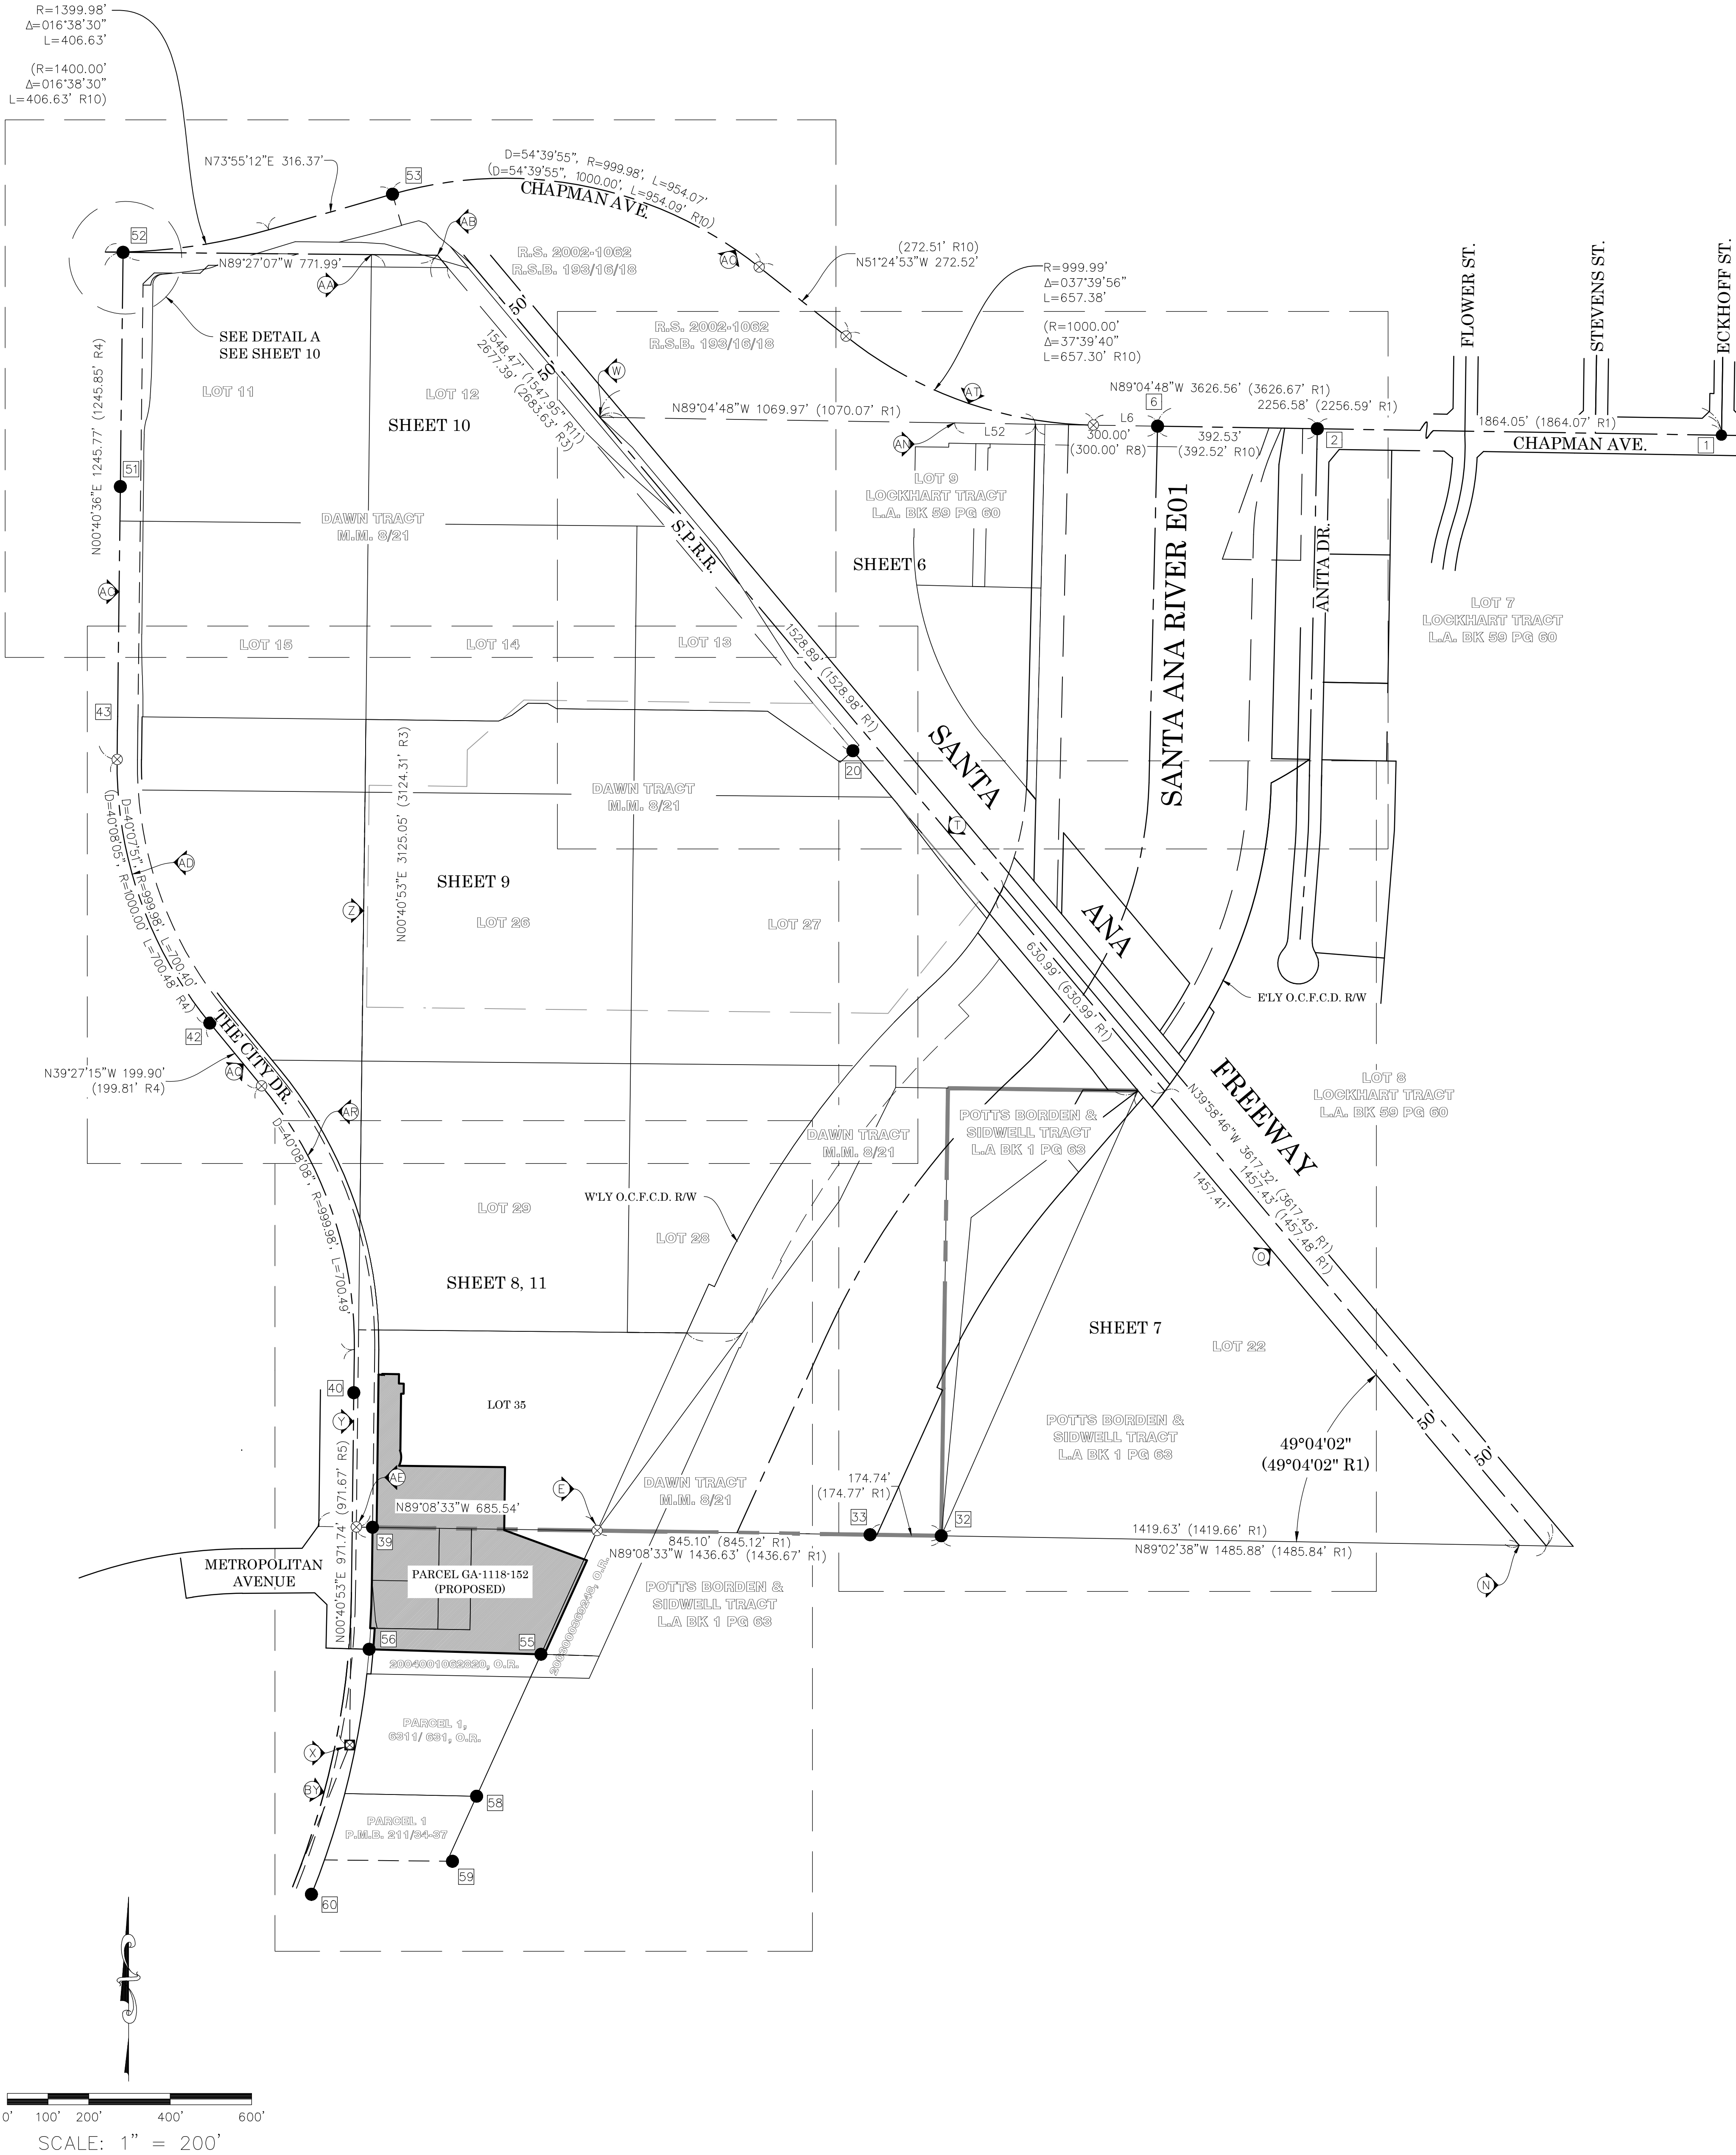 R=1399.98'
Δ=016°38'30"
L=406.63'
(R=1400.00'
Δ=016°38'30"
L=406.63' R10)
N73°55'12"E 316.37'
53
D=54°39'55", R=999.98', L=954.07'
(D=54°39'55", 1000.00', L=954.09' R10)
CHAPMAN AVE.
52
AB
R.S. 2002-1062
R.S.B. 193/16/18
AQ
(272.51' R10)
N51°24'53"W 272.52'
N89°27'07"W 771.99'
AA
R=999.99'
Δ=037°39'56"
L=657.38'
(R=1000.00'
Δ=37°39'40"
L=657.30' R10)
FLOWER ST.
STEVENS ST.
ECKHOFF ST.
SEE DETAIL A
SEE SHEET 10
50'
50'
R.S. 2002-1062
R.S.B. 193/16/18
1548.47' (1547.95" R11)
2677.39' (2683.63' R3)
W
AT
N89°04'48"W 3626.56' (3626.67' R1)
6
2256.58' (2256.59' R1)
LOT 11
LOT 12
SHEET 10
N89°04'48"W 1069.97' (1070.07' R1)
L6
L52
AN
300.00'
(300.00' R8)
392.53'
(392.52' R10)
2
1864.05' (1864.07' R1)
CHAPMAN AVE.
1
N00°40'36"E 1245.77' (1245.85' R4)
51
LOT 9
LOCKHART TRACT
L.A. BK 59 PG 60
DAWN TRACT
M.M. 8/21
S.P.R.R.
SHEET 6
SANTA ANA RIVER E01
ANITA DR.
AO
LOT 7
LOCKHART TRACT
L.A. BK 59 PG 60
LOT 15
LOT 14
LOT 13
1528.89' (1528.98' R1)
43
N00°40'53"E 3125.05' (3124.31' R3)
20
SANTA
DAWN TRACT
M.M. 8/21
T
D=40°07'51", R=999.98', L=700.40'
(D=40°08'05", R=1000.00' L=700.48' R4)
AD
SHEET 9
Z
LOT 26
LOT 27
ANA
630.99' (630.99' R1)
E'LY O.C.F.C.D. R/W
42
THE CITY DR.
N39°27'15"W 199.90'
(199.81' R4)
AC
AR
D=40°08'08", R=999.98', L=700.49'
FREEWAY
LOT 8
LOCKHART TRACT
L.A. BK 59 PG 60
POTTS BORDEN &
SIDWELL TRACT
L.A BK 1 PG 63
DAWN TRACT
M.M. 8/21
N39°58'46"W 3617.32' (3617.45' R1)
1457.43' (1457.48' R1)
1457.41'
W'LY O.C.F.C.D. R/W
LOT 29
LOT 28
O
SHEET 8, 11
SHEET 7
LOT 22
40
LOT 35
Y
POTTS BORDEN &
SIDWELL TRACT
L.A BK 1 PG 63
50'
50'
49°04'02"
(49°04'02" R1)
N00°40'53"E 971.74' (971.67' R5)
AE
E
DAWN TRACT
M.M. 8/21
174.74'
(174.77' R1)
N89°08'33"W 685.54'
33
32
39
845.10' (845.12' R1)
N89°08'33"W 1436.63' (1436.67' R1)
1419.63' (1419.66' R1)
N89°02'38"W 1485.88' (1485.84' R1)
METROPOLITAN
AVENUE
PARCEL GA-1118-152
(PROPOSED)
N
POTTS BORDEN &
SIDWELL TRACT
L.A BK 1 PG 63
56
55
X
PARCEL 1,
6311/ 631, O.R.
BY
58
PARCEL 1
P.M.B. 211/34-37
59
60
0' 100' 200' 400' 600'
SCALE: 1" = 200'